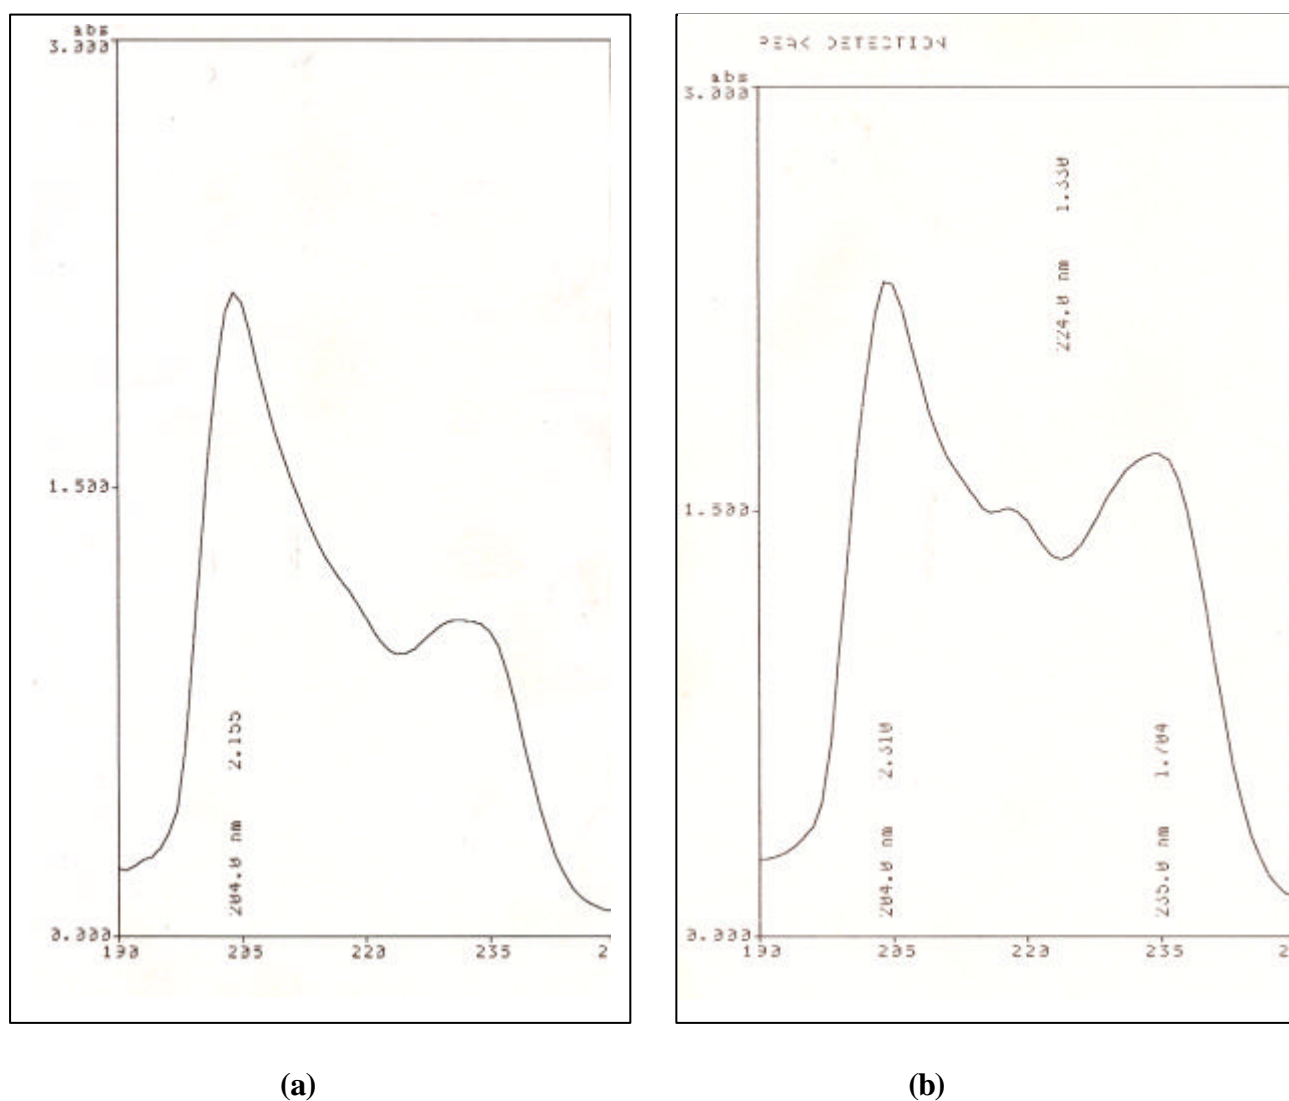 abs
3.000
1.500
0.000
190 205 220 235 2
204.0 nm 2.155
(a)
PEAK DETECTION
abs
3.000
1.500
0.000
190 205 220 235 2
204.0 nm 2.310
224.0 nm 1.330
235.0 nm 1.704
(b)